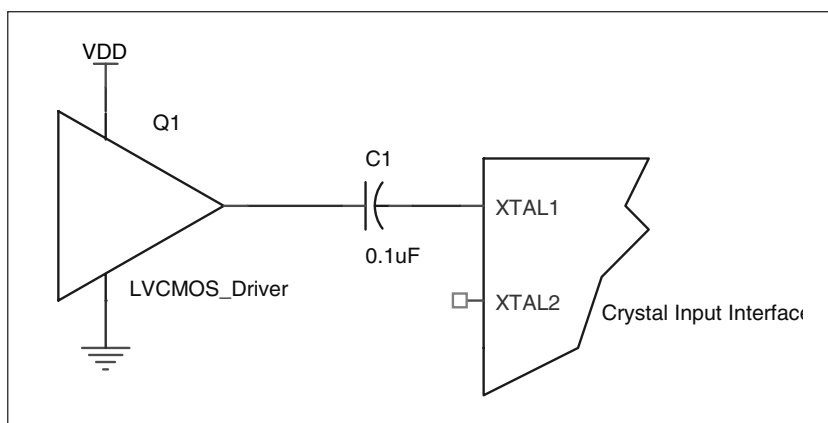 VDD
Q1
C1
XTAL1
0.1uF
LVCMOS_Driver
XTAL2
Crystal Input Interface